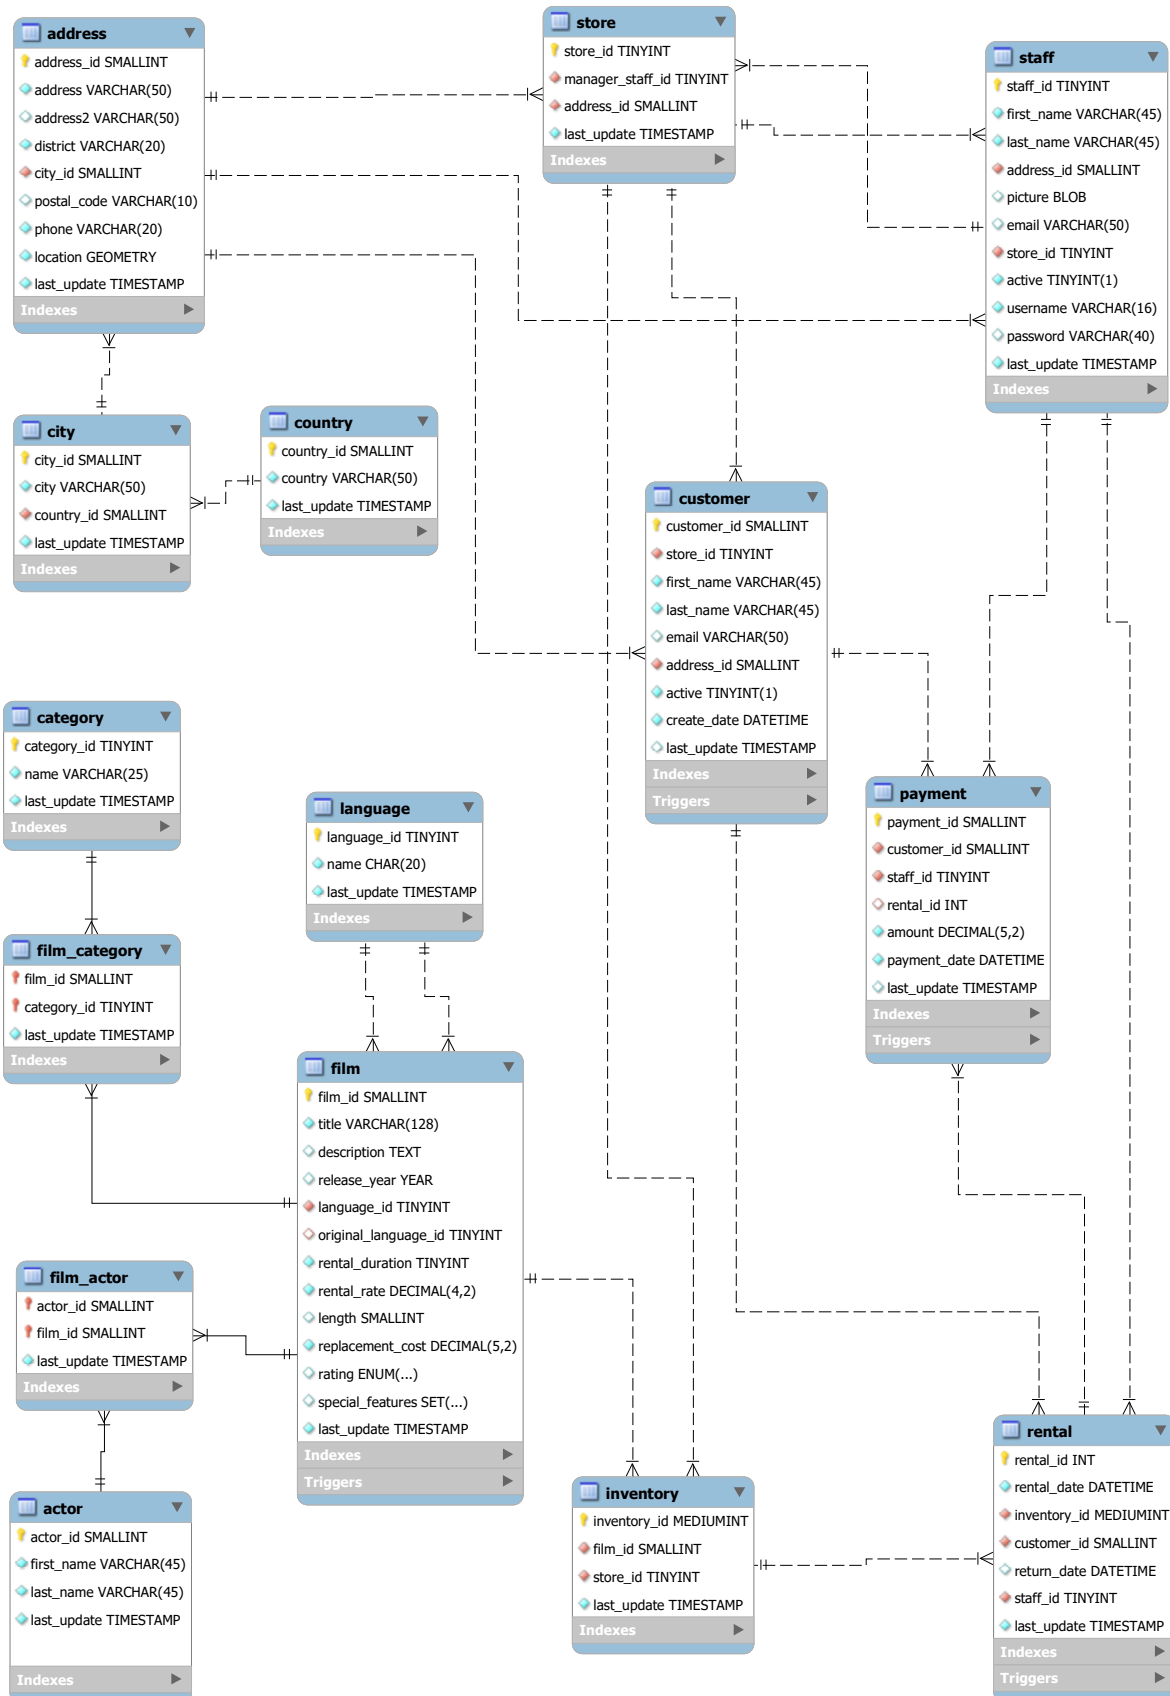 address
address_id SMALLINT
address VARCHAR(50)
address2 VARCHAR(50)
district VARCHAR(20)
city_id SMALLINT
postal_code VARCHAR(10)
phone VARCHAR(20)
location GEOMETRY
last_update TIMESTAMP
Indexes
store
store_id TINYINT
manager_staff_id TINYINT
address_id SMALLINT
last_update TIMESTAMP
Indexes
staff
staff_id TINYINT
first_name VARCHAR(45)
last_name VARCHAR(45)
address_id SMALLINT
picture BLOB
email VARCHAR(50)
store_id TINYINT
active TINYINT(1)
username VARCHAR(16)
password VARCHAR(40)
last_update TIMESTAMP
Indexes
city
city_id SMALLINT
city VARCHAR(50)
country_id SMALLINT
last_update TIMESTAMP
Indexes
country
country_id SMALLINT
country VARCHAR(50)
last_update TIMESTAMP
Indexes
customer
customer_id SMALLINT
store_id TINYINT
first_name VARCHAR(45)
last_name VARCHAR(45)
email VARCHAR(50)
address_id SMALLINT
active TINYINT(1)
create_date DATETIME
last_update TIMESTAMP
Indexes
Triggers
category
category_id TINYINT
name VARCHAR(25)
last_update TIMESTAMP
Indexes
language
language_id TINYINT
name CHAR(20)
last_update TIMESTAMP
Indexes
payment
payment_id SMALLINT
customer_id SMALLINT
staff_id TINYINT
rental_id INT
amount DECIMAL(5,2)
payment_date DATETIME
last_update TIMESTAMP
Indexes
Triggers
film_category
film_id SMALLINT
category_id TINYINT
last_update TIMESTAMP
Indexes
film
film_id SMALLINT
title VARCHAR(128)
description TEXT
release_year YEAR
language_id TINYINT
original_language_id TINYINT
rental_duration TINYINT
rental_rate DECIMAL(4,2)
length SMALLINT
replacement_cost DECIMAL(5,2)
rating ENUM(...)
special_features SET(...)
last_update TIMESTAMP
Indexes
Triggers
film_actor
actor_id SMALLINT
film_id SMALLINT
last_update TIMESTAMP
Indexes
actor
actor_id SMALLINT
first_name VARCHAR(45)
last_name VARCHAR(45)
last_update TIMESTAMP
Indexes
inventory
inventory_id MEDIUMINT
film_id SMALLINT
store_id TINYINT
last_update TIMESTAMP
Indexes
rental
rental_id INT
rental_date DATETIME
inventory_id MEDIUMINT
customer_id SMALLINT
return_date DATETIME
staff_id TINYINT
last_update TIMESTAMP
Indexes
Triggers